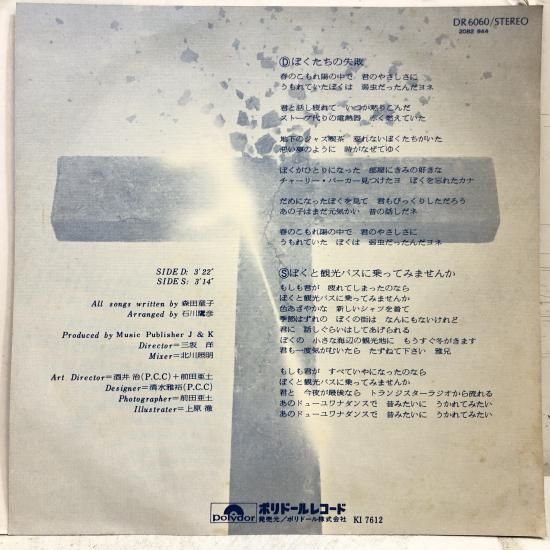 DR6060/STEREO
2082 944
Ⓓぼくたちの失敗
春のこもれ陽の中で 君のやさしさに
うもれていたぼくは 弱虫だったんだヨネ
君と話し疲れて いつか黙りこんだ
ストーブ代りの電熱器 赤く燃えていた
地下のジャズ喫茶 変れないぼくたちがいた
悪い夢のように 時がなぜてゆく
ぼくがひとりになった 部屋にきみの好きな
チャーリー・パーカー見つけたヨ ぼくを忘れたカナ
だめになったぼくを見て 君もびっくりしただろう
あの子はまだ元気かい 昔の話しだネ
春のこもれ陽の中で 君のやさしさに
うもれていた ぼくは 弱虫だったんだヨネ
SIDE D: 3'22"
SIDE S: 3'14"
All songs written by 森田童子
Arranged by 石川鷹彦
Produced by Music Publisher J & K
Director=三坂 洋
Mixer=北川照明
Art Director=酒井 治(P.C.C)+前田亜土
Designer=清水雅裕(P.C.C)
Photographer=前田亜土
Illustrater=上原 徹
Ⓢぼくと観光バスに乗ってみませんか
もしも君が 疲れてしまったのなら
ぼくと観光バスに乗ってみませんか
色あざやかな 新しいシャツを着て
季節はずれの ぼくの街は なんにもないけれど
君に 話しぐらいはしてあげられる
ぼくの 小さな海辺の観光地に もうすぐ冬がきます
君も一度気がむいたら たずねて下さい 雅兄
もしも君が すべていやになったのなら
ぼくと観光バスに乗ってみませんか
君と 今夜が最後なら トランジスターラジオから流れる
あのドューユワナダンスで 昔みたいに うかれてみたい
あのドューユワナダンスで 昔みたいに うかれてみたい
polydor ポリドールレコード
発売元/ポリドール株式会社 KI 7612